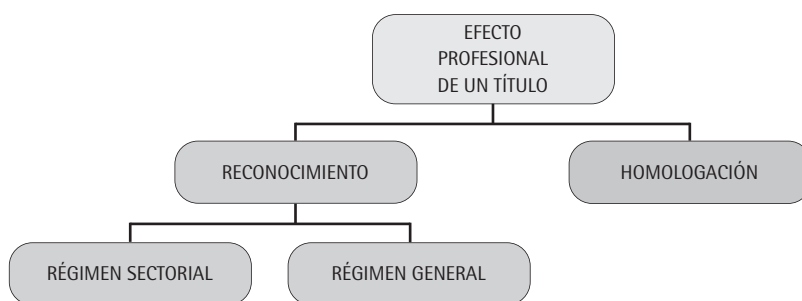 EFECTO
PROFESIONAL
DE UN TÍTULO
RECONOCIMIENTO
HOMOLOGACIÓN
RÉGIMEN SECTORIAL
RÉGIMEN GENERAL